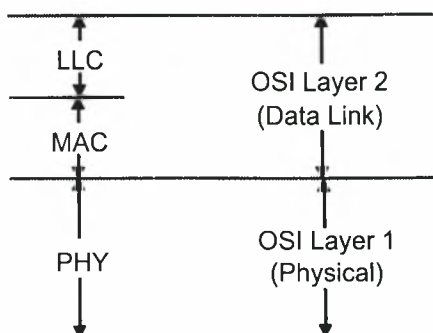 LLC
MAC
PHY
OSI Layer 2
(Data Link)
OSI Layer 1
(Physical)